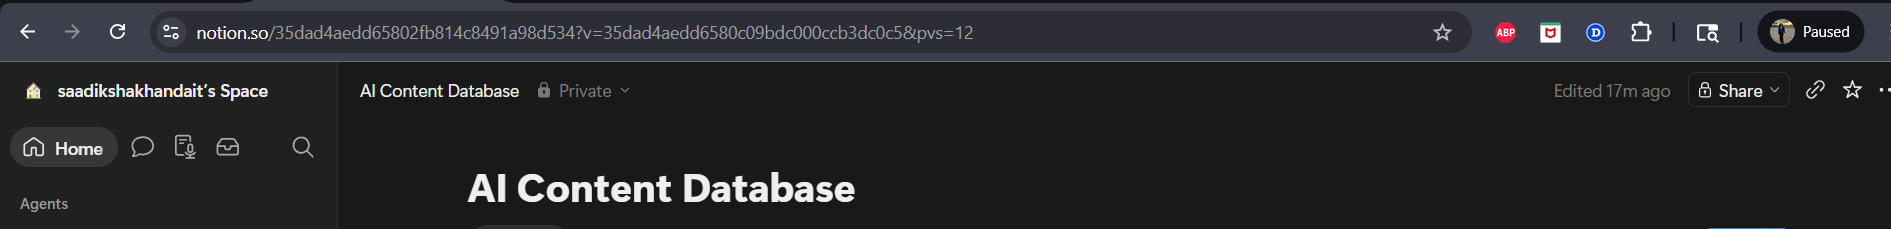 notion.so/35dad4aedd65802fb814c8491a98d534?v=35dad4aedd6580c09bdc000ccb3dc0c5&pvs=12
ABP
D
Paused
saadikshakhandait's Space
AI Content Database Private
Edited 17m ago
Share
Home
AI Content Database
Agents